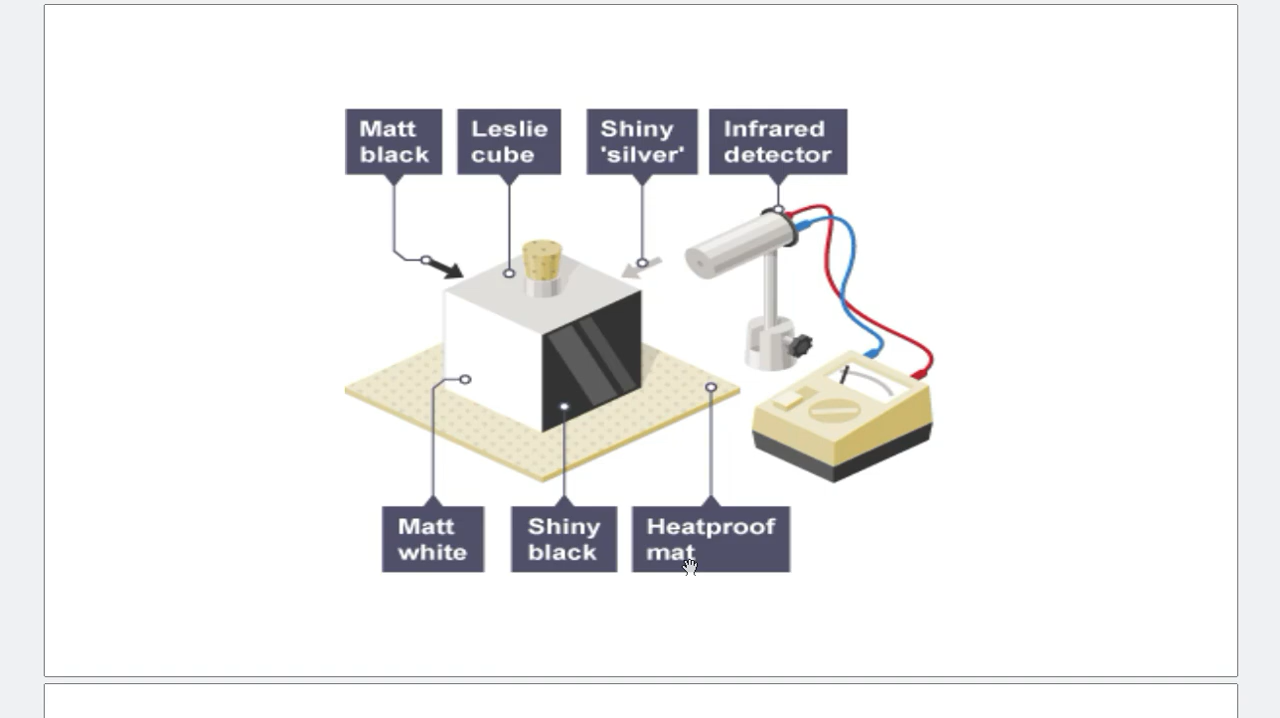 Matt
black
Leslie
cube
Shiny
'silver'
Infrared
detector
Matt
white
Shiny
black
Heatproof
mat